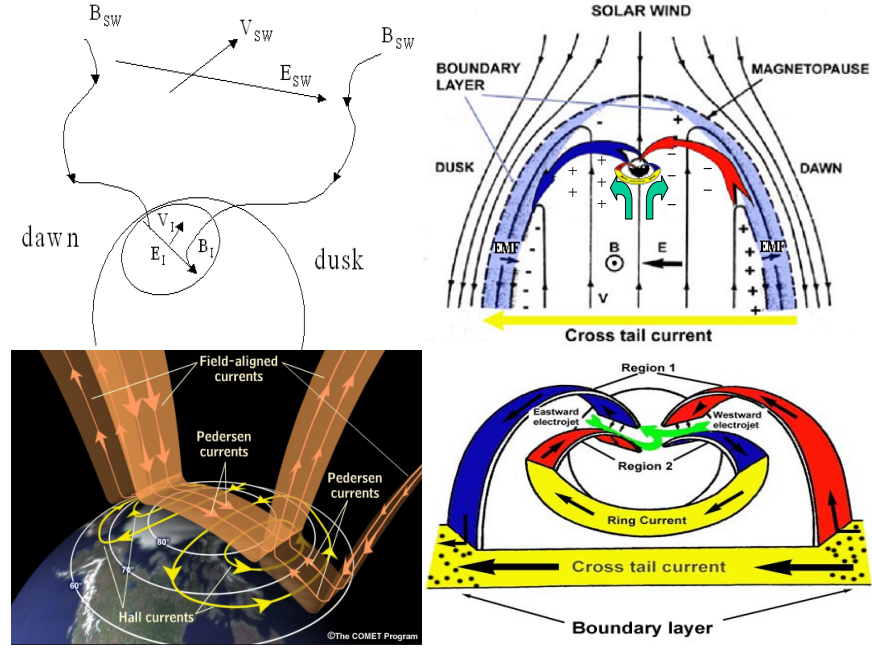 B_SW
V_SW
B_SW
E_SW
dawn
V_I
E_I
B_I
dusk
SOLAR WIND
BOUNDARY
LAYER
MAGNETOPAUSE
DUSK
DAWN
-
+
+
+
+
+
+
-
-
-
-
-
EMF
EMF
B
E
V
-
-
-
-
+
+
+
+
+
+
Cross tail current
Field-aligned
currents
Pedersen
currents
Pedersen
currents
80°
70°
60°
Hall currents
©The COMET Program
Region 1
Eastward
electrojet
Westward
electrojet
Region 2
Ring Current
Cross tail current
Boundary layer